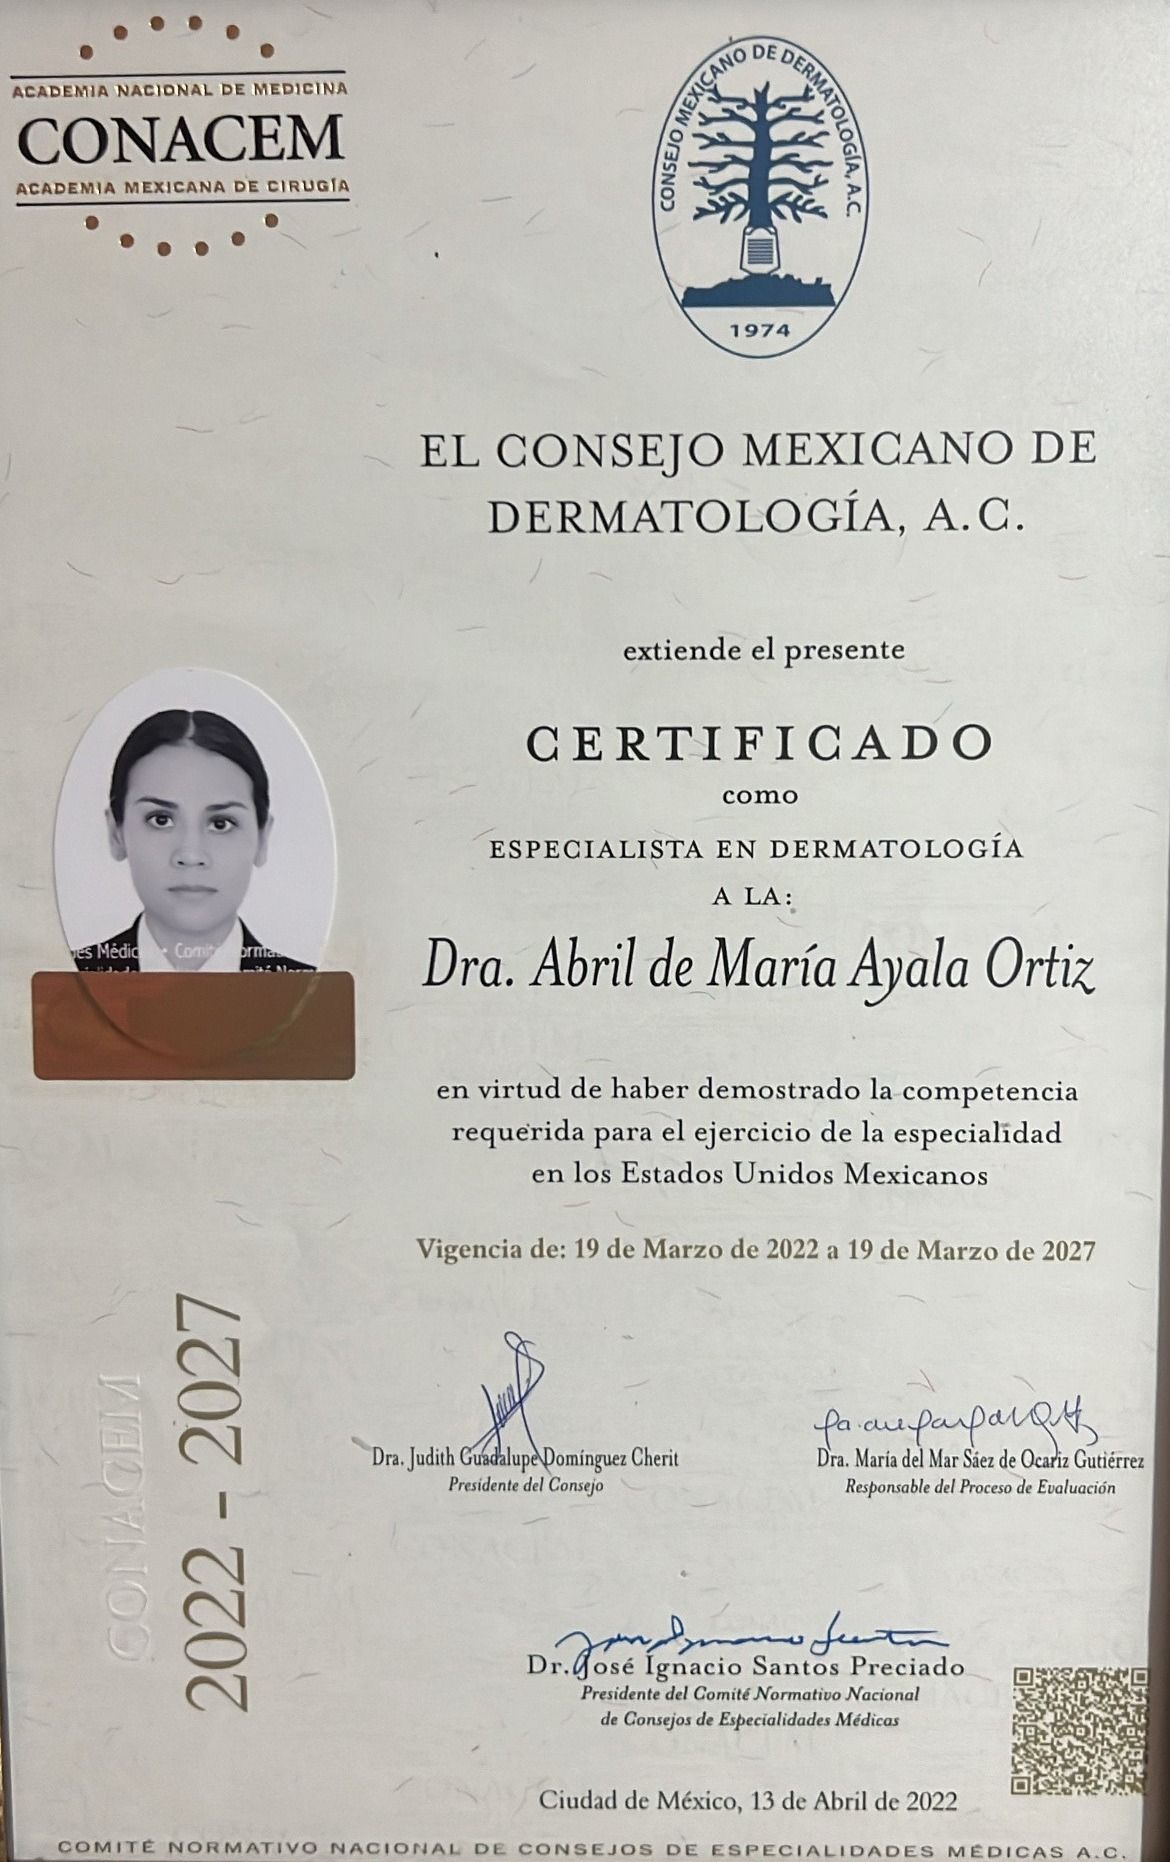 ACADEMIA NACIONAL DE MEDICINA
CONACEM
ACADEMIA MEXICANA DE CIRUGÍA
CONSEJO MEXICANO DE DERMATOLOGÍA, A.C.
1974
EL CONSEJO MEXICANO DE
DERMATOLOGÍA, A.C.
extiende el presente
CERTIFICADO
como
ESPECIALISTA EN DERMATOLOGÍA
A LA:
Dra. Abril de María Ayala Ortiz
en virtud de haber demostrado la competencia
requerida para el ejercicio de la especialidad
en los Estados Unidos Mexicanos
Vigencia de: 19 de Marzo de 2022 a 19 de Marzo de 2027
CONACEM
2022 - 2027
Dra. Judith Guadalupe Domínguez Cherit
Presidente del Consejo
Dra. María del Mar Sáez de Ocariz Gutiérrez
Responsable del Proceso de Evaluación
Dr. José Ignacio Santos Preciado
Presidente del Comité Normativo Nacional
de Consejos de Especialidades Médicas
Ciudad de México, 13 de Abril de 2022
COMITÉ NORMATIVO NACIONAL DE CONSEJOS DE ESPECIALIDADES MÉDICAS A.C.